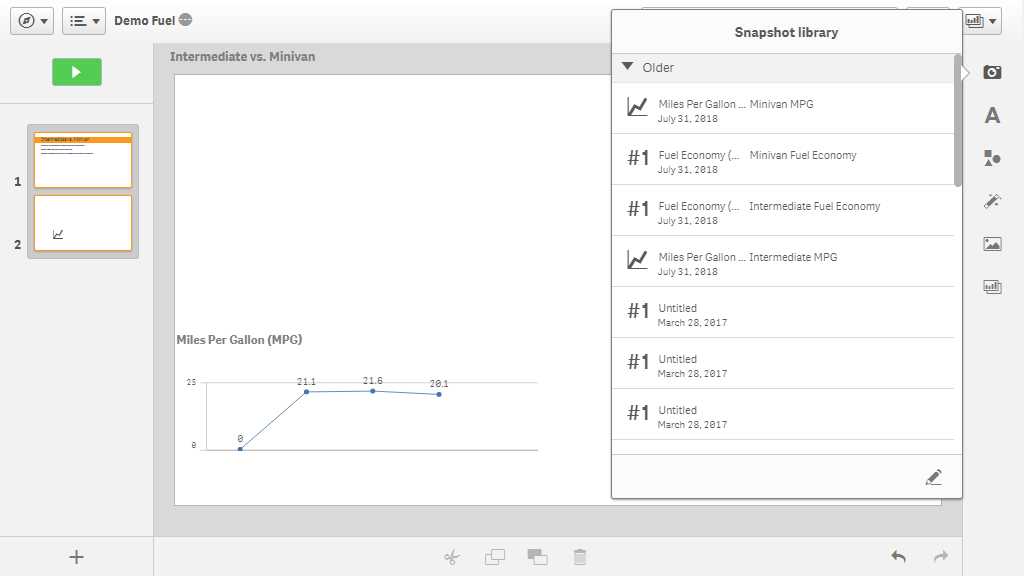 Demo Fuel
Intermediate vs. Minivan
1
Intermediate vs. Minivan
2
Miles Per Gallon (MPG)
25
0
0
21.1
21.6
20.1
Snapshot library
Older
Miles Per Gallon ... Minivan MPG
July 31, 2018
#1 Fuel Economy (... Minivan Fuel Economy
July 31, 2018
#1 Fuel Economy (... Intermediate Fuel Economy
July 31, 2018
Miles Per Gallon ... Intermediate MPG
July 31, 2018
#1 Untitled
March 28, 2017
#1 Untitled
March 28, 2017
#1 Untitled
March 28, 2017
A